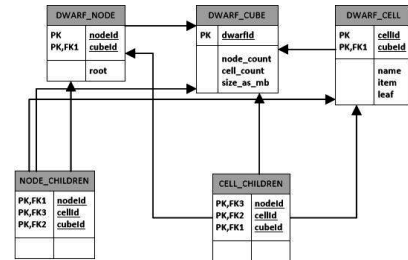 DWARF_NODE
PK nodeId
PK,FK1 cubeId
root
DWARF_CUBE
PK dwarfId
node_count
cell_count
size_as_mb
DWARF_CELL
PK cellid
PK,FK1 cubeId
name
item
leaf
NODE_CHILDREN
PK,FK1 nodeId
PK,FK3 cellId
PK,FK2 cubeId
CELL_CHILDREN
PK,FK3 nodeId
PK,FK2 cellId
PK,FK1 cubeId